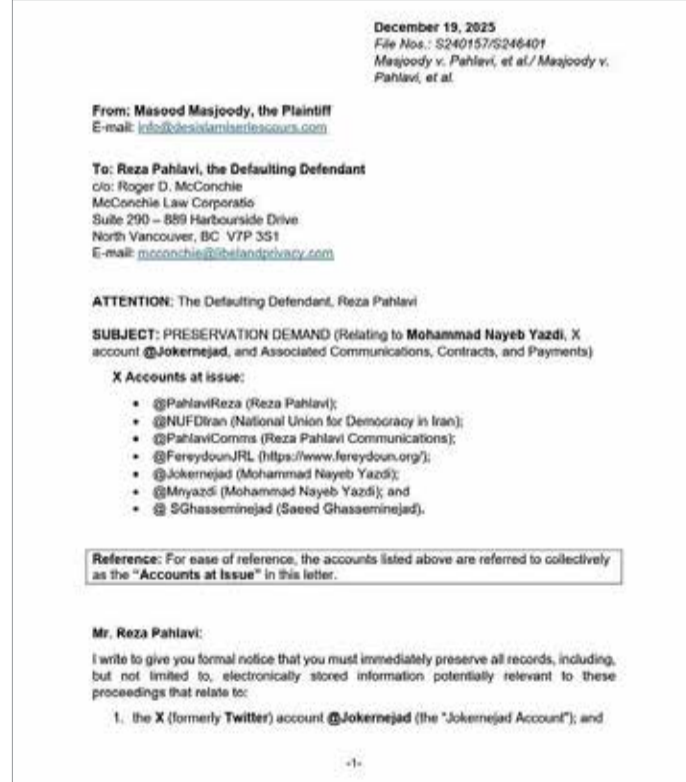 December 19, 2025
File Nos.: S240157/S246401
Masjoody v. Pahlavi, et al./ Masjoody v.
Pahlavi, et al.
From: Masood Masjoody, the Plaintiff
E-mail: info@desislamiserlescours.com
To: Reza Pahlavi, the Defaulting Defendant
c/o: Roger D. McConchie
McConchie Law Corporatio
Suite 290 – 889 Harbourside Drive
North Vancouver, BC V7P 3S1
E-mail: mcconchie@libelandprivacy.com
ATTENTION: The Defaulting Defendant, Reza Pahlavi
SUBJECT: PRESERVATION DEMAND (Relating to Mohammad Nayeb Yazdi, X
account @Jokernejad, and Associated Communications, Contracts, and Payments)
X Accounts at issue:
• @PahlaviReza (Reza Pahlavi);
• @NUFDIran (National Union for Democracy in Iran);
• @PahlaviComms (Reza Pahlavi Communications);
• @FereydounJRL (https://www.fereydoun.org/);
• @Jokernejad (Mohammad Nayeb Yazdi);
• @Mnyazdi (Mohammad Nayeb Yazdi); and
• @ SGhasseminejad (Saeed Ghasseminejad).
Reference: For ease of reference, the accounts listed above are referred to collectively
as the "Accounts at Issue" in this letter.
Mr. Reza Pahlavi:
I write to give you formal notice that you must immediately preserve all records, including,
but not limited to, electronically stored information potentially relevant to these
proceedings that relate to:
1. the X (formerly Twitter) account @Jokernejad (the "Jokernejad Account"); and
-1-